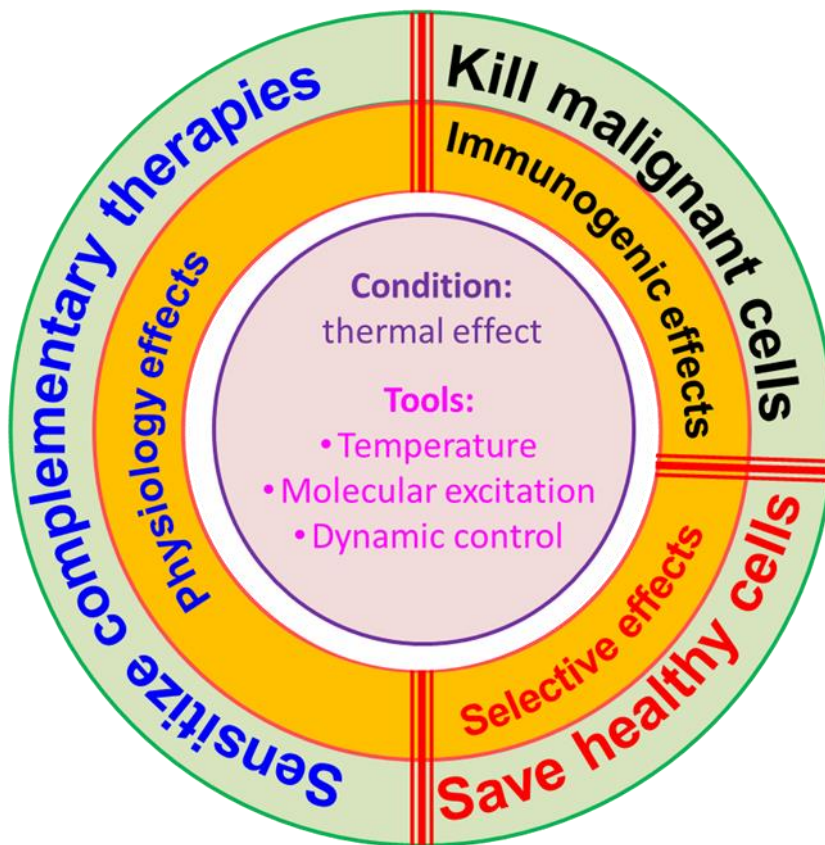 Kill malignant cells
Immunogenic effects
Save healthy cells
Selective effects
Sensitize complementary therapies
Physiology effects
Condition:
thermal effect
Tools:
• Temperature
• Molecular excitation
• Dynamic control